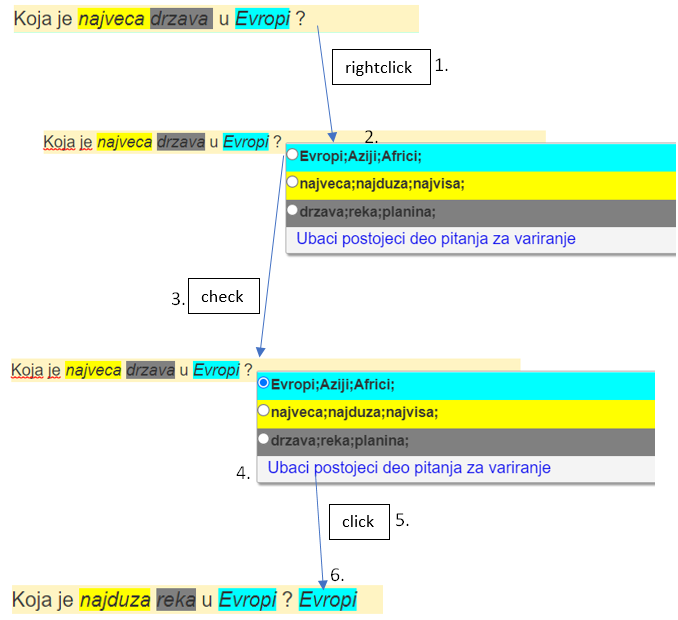 Koja je najveca drzava u Evropi ?
rightclick 1.
2.
Koja je najveca drzava u Evropi ?
Evropi;Aziji;Africi;
najveca;najduza;najvisa;
drzava;reka;planina;
Ubaci postojeci deo pitanja za variranje
3. check
Koja je najveca drzava u Evropi ?
Evropi;Aziji;Africi;
najveca;najduza;najvisa;
drzava;reka;planina;
4. Ubaci postojeci deo pitanja za variranje
click 5.
6.
Koja je najduza reka u Evropi ? Evropi